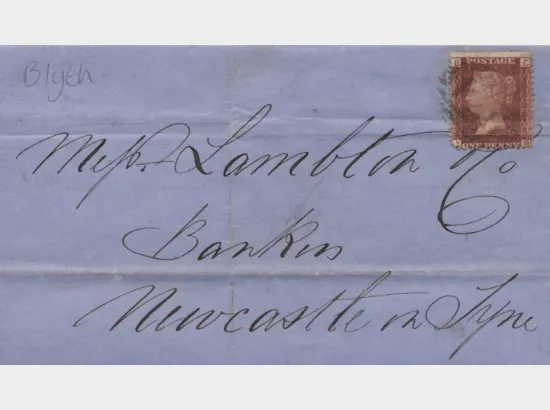 Blyth
POSTAGE
ONE PENNY
Messrs Lambton & Co
Bankers
Newcastle on Tyne